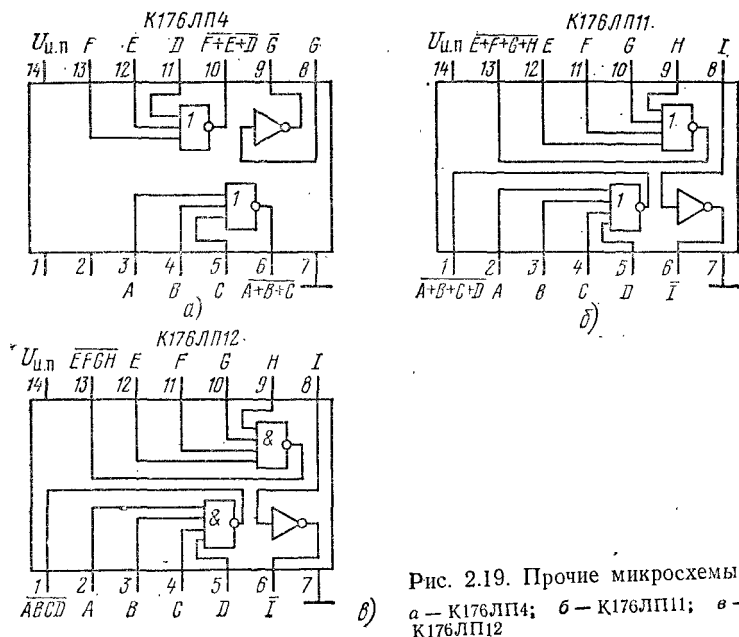 К176ЛП4
Uи.п F E D F+E+D G G
14 13 12 11 10 9 8
1
1
1 2 3 4 5 6 7
A B C A+B+C
а)
К176ЛП11
Uи.п E+F+G+H E F G H I
14 13 12 11 10 9 8
1
1
1 2 3 4 5 6 7
A+B+C+D A B C D I
б)
К176ЛП12
Uи.п EFGH E F G H I
14 13 12 11 10 9 8
&
&
1 2 3 4 5 6 7
ABCD A B C D I
в)
Рис. 2.19. Прочие микросхемы
а — К176ЛП4; б — К176ЛП11; в —
К176ЛП12